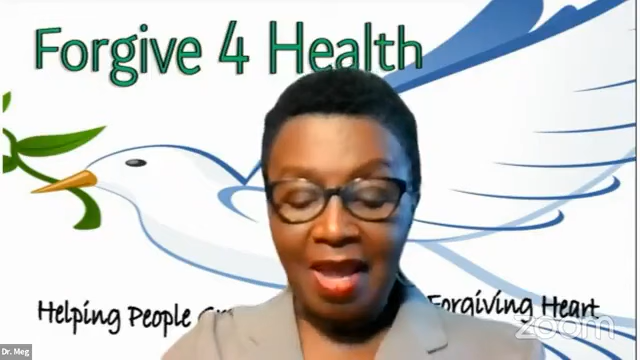 Forgive 4 Health
Helping People
Forgiving Heart
zoom
Dr. Meg